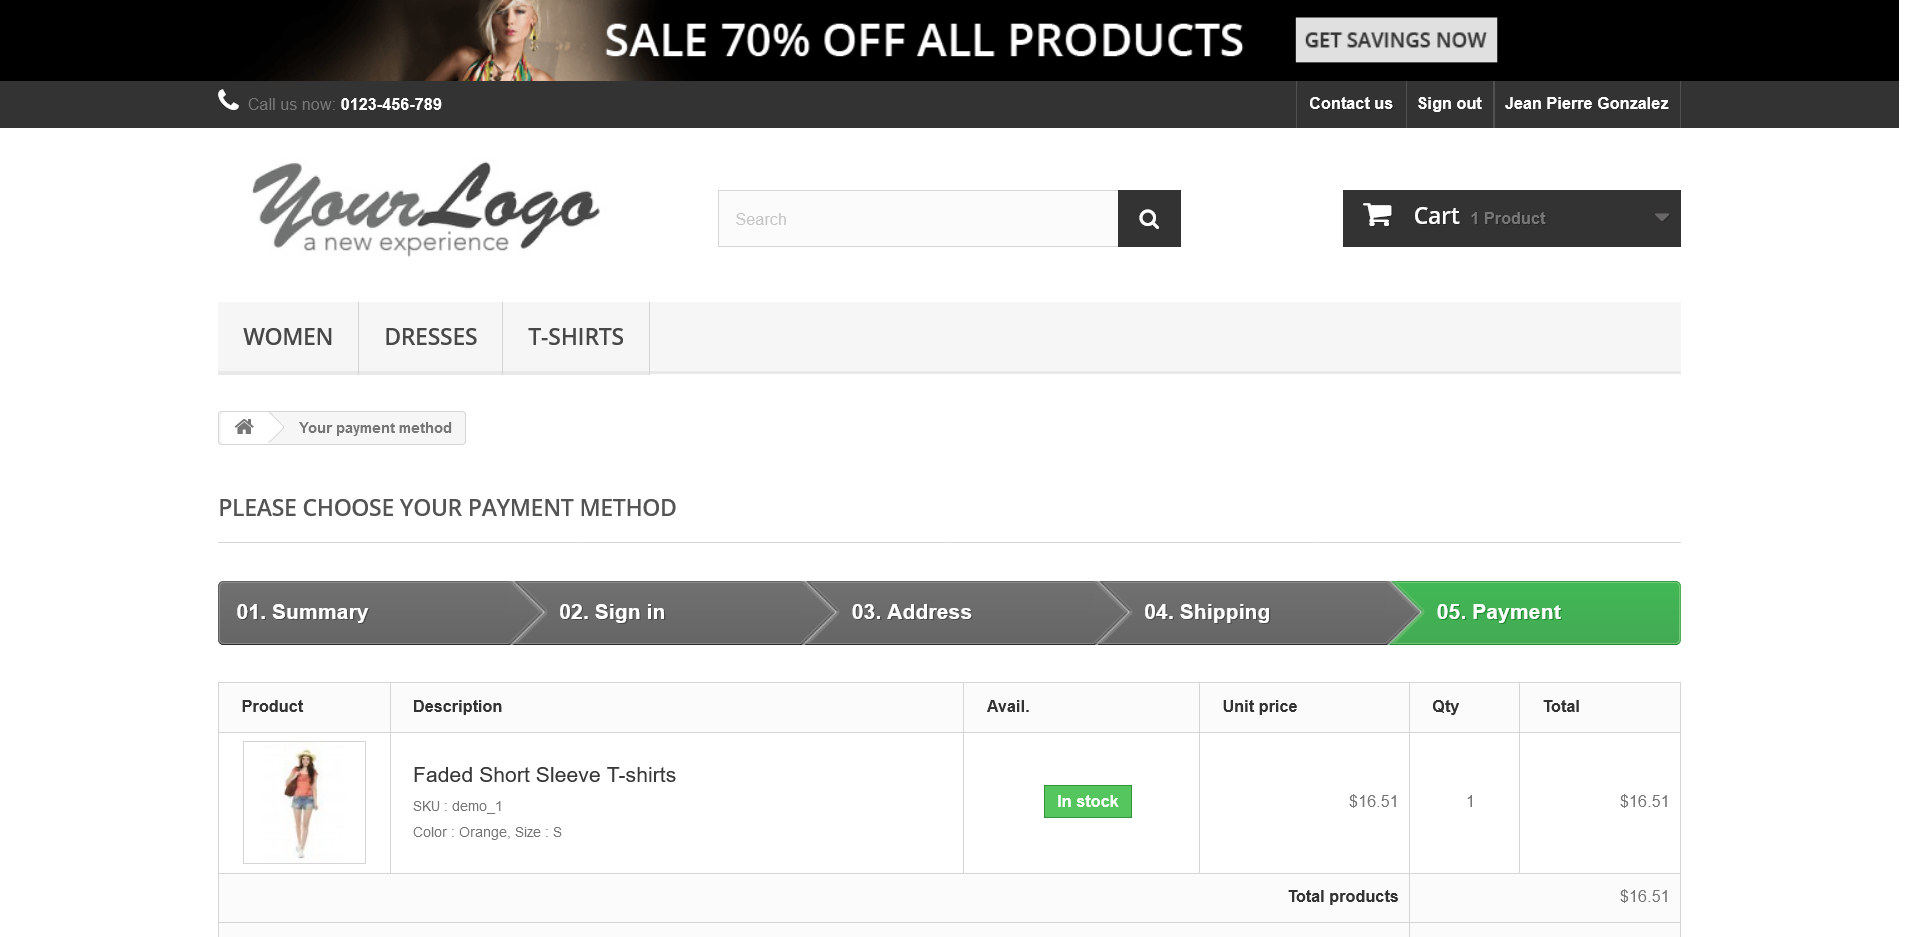 SALE 70% OFF ALL PRODUCTS GET SAVINGS NOW
Call us now: 0123-456-789 Contact us Sign out Jean Pierre Gonzalez
YourLogo
a new experience
Search
Cart 1 Product
WOMEN DRESSES T-SHIRTS
Your payment method
PLEASE CHOOSE YOUR PAYMENT METHOD
01. Summary 02. Sign in 03. Address 04. Shipping 05. Payment
Product Description Avail. Unit price Qty Total
Faded Short Sleeve T-shirts
SKU : demo_1
Color : Orange, Size : S
In stock $16.51 1 $16.51
Total products $16.51